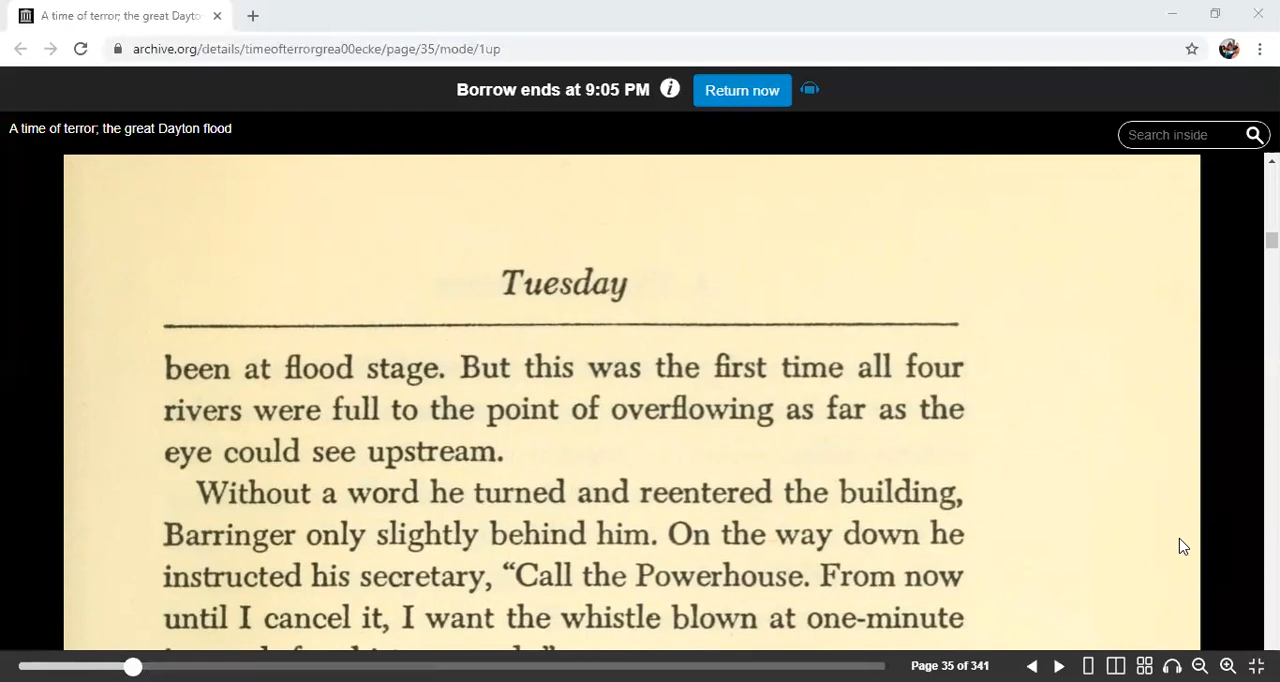 A time of terror; the great Dayto
archive.org/details/timeofterrorgrea00ecke/page/35/mode/1up
Borrow ends at 9:05 PM i Return now
A time of terror; the great Dayton flood
Search inside
Tuesday
been at flood stage. But this was the first time all four
rivers were full to the point of overflowing as far as the
eye could see upstream.
Without a word he turned and reentered the building,
Barringer only slightly behind him. On the way down he
instructed his secretary, “Call the Powerhouse. From now
until I cancel it, I want the whistle blown at one-minute
Page 35 of 341